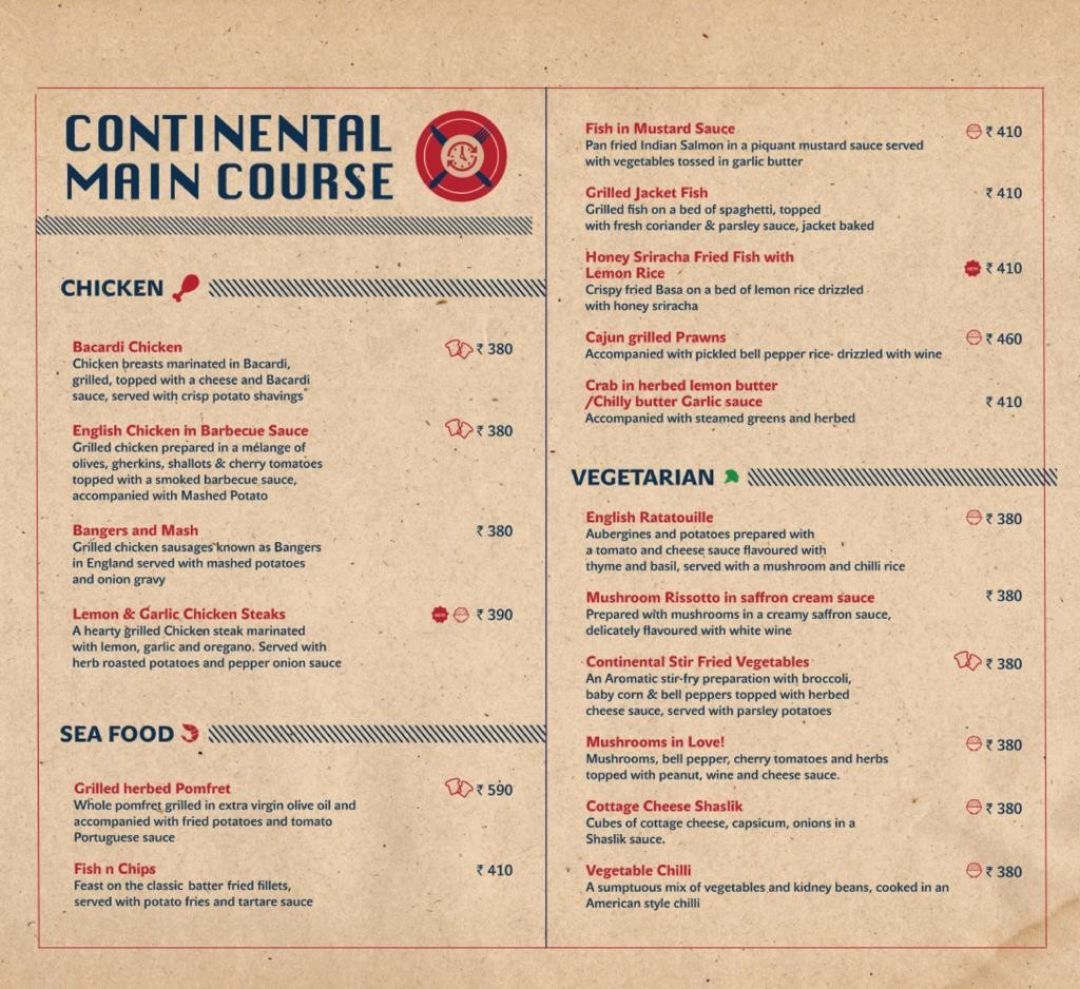 CONTINENTAL
MAIN COURSE
CHICKEN
Bacardi Chicken ₹ 380
Chicken breasts marinated in Bacardi,
grilled, topped with a cheese and Bacardi
sauce, served with crisp potato shavings
English Chicken in Barbecue Sauce ₹ 380
Grilled chicken prepared in a mélange of
olives, gherkins, shallots & cherry tomatoes
topped with a smoked barbecue sauce,
accompanied with Mashed Potato
Bangers and Mash ₹ 380
Grilled chicken sausages known as Bangers
in England served with mashed potatoes
and onion gravy
Lemon & Garlic Chicken Steaks ₹ 390
A hearty grilled Chicken steak marinated
with lemon, garlic and oregano. Served with
herb roasted potatoes and pepper onion sauce
SEA FOOD
Grilled herbed Pomfret ₹ 590
Whole pomfret grilled in extra virgin olive oil and
accompanied with fried potatoes and tomato
Portuguese sauce
Fish n Chips ₹ 410
Feast on the classic batter fried fillets,
served with potato fries and tartare sauce
Fish in Mustard Sauce ₹ 410
Pan fried Indian Salmon in a piquant mustard sauce served
with vegetables tossed in garlic butter
Grilled Jacket Fish ₹ 410
Grilled fish on a bed of spaghetti, topped
with fresh coriander & parsley sauce, jacket baked
Honey Sriracha Fried Fish with
Lemon Rice ₹ 410
Crispy fried Basa on a bed of lemon rice drizzled
with honey sriracha
Cajun grilled Prawns ₹ 460
Accompanied with pickled bell pepper rice- drizzled with wine
Crab in herbed lemon butter
/Chilly butter Garlic sauce ₹ 410
Accompanied with steamed greens and herbed
VEGETARIAN
English Ratatouille ₹ 380
Aubergines and potatoes prepared with
a tomato and cheese sauce flavoured with
thyme and basil, served with a mushroom and chilli rice
Mushroom Rissotto in saffron cream sauce ₹ 380
Prepared with mushrooms in a creamy saffron sauce,
delicately flavoured with white wine
Continental Stir Fried Vegetables ₹ 380
An Aromatic stir-fry preparation with broccoli,
baby corn & bell peppers topped with herbed
cheese sauce, served with parsley potatoes
Mushrooms in Love! ₹ 380
Mushrooms, bell pepper, cherry tomatoes and herbs
topped with peanut, wine and cheese sauce.
Cottage Cheese Shaslik ₹ 380
Cubes of cottage cheese, capsicum, onions in a
Shaslik sauce.
Vegetable Chilli ₹ 380
A sumptuous mix of vegetables and kidney beans, cooked in an
American style chilli